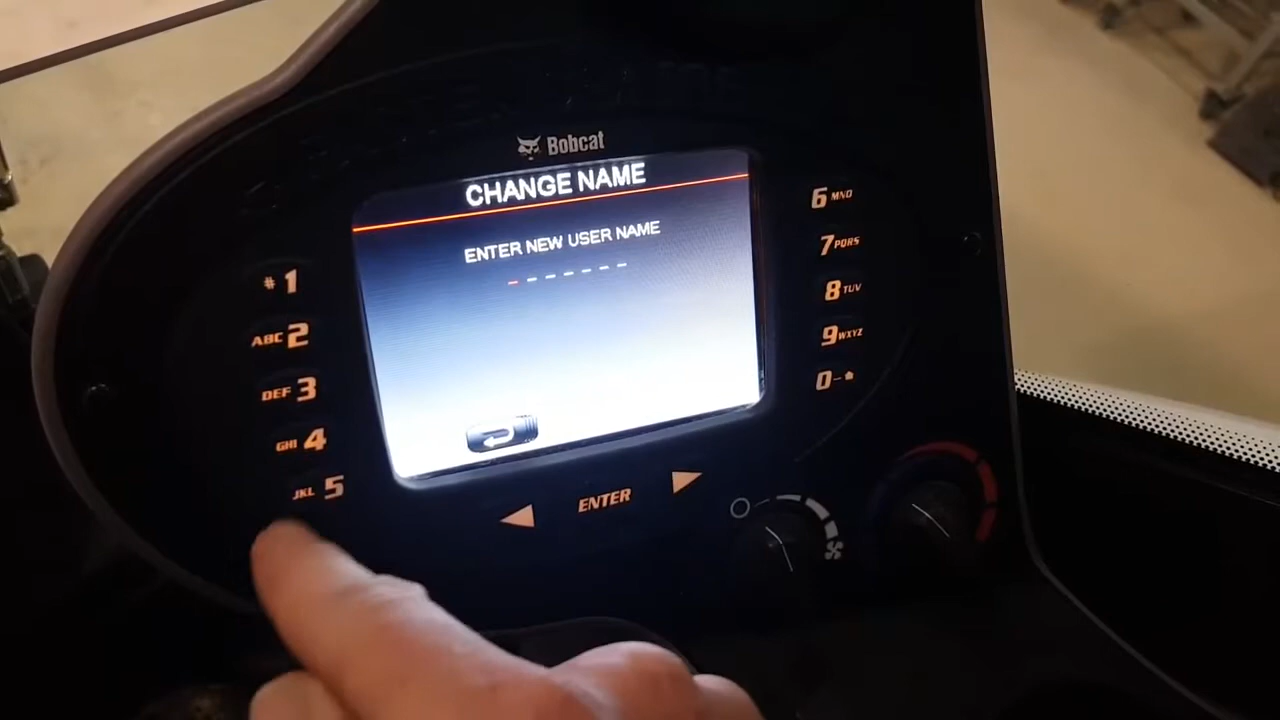 Bobcat
CHANGE NAME
ENTER NEW USER NAME
# 1
ABC 2
DEF 3
GHI 4
JKL 5
6 MNO
7 PQRS
8 TUV
9 WXYZ
0
ENTER